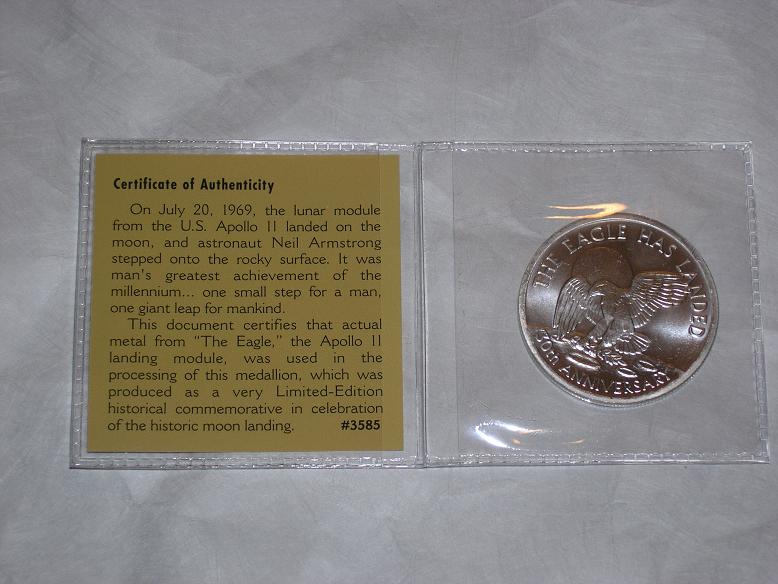 Certificate of Authenticity
On July 20, 1969, the lunar module
from the U.S. Apollo 11 landed on the
moon, and astronaut Neil Armstrong
stepped onto the rocky surface. It was
man's greatest achievement of the
millennium... one small step for a man,
one giant leap for mankind.
This document certifies that actual
metal from "The Eagle," the Apollo 11
landing module, was used in the
processing of this medallion, which was
produced as a very Limited-Edition
historical commemorative in celebration
of the historic moon landing. #3585
THE EAGLE HAS LANDED
30th ANNIVERSARY